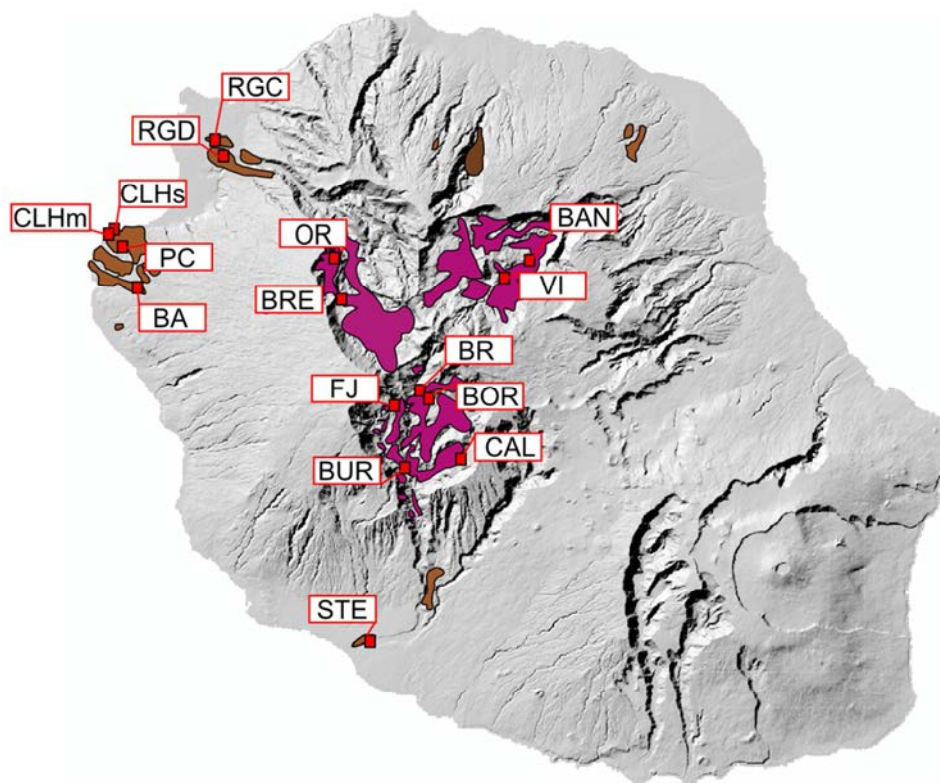 RGC
RGD
CLHs
CLHm
PC
BA
OR
BRE
BAN
VI
BR
FJ
BOR
CAL
BUR
STE